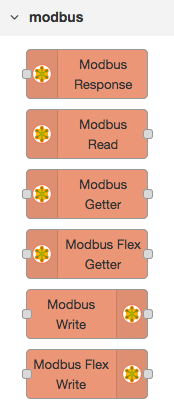 modbus
Modbus
Response
Modbus
Read
Modbus
Getter
Modbus Flex
Getter
Modbus
Write
Modbus Flex
Write